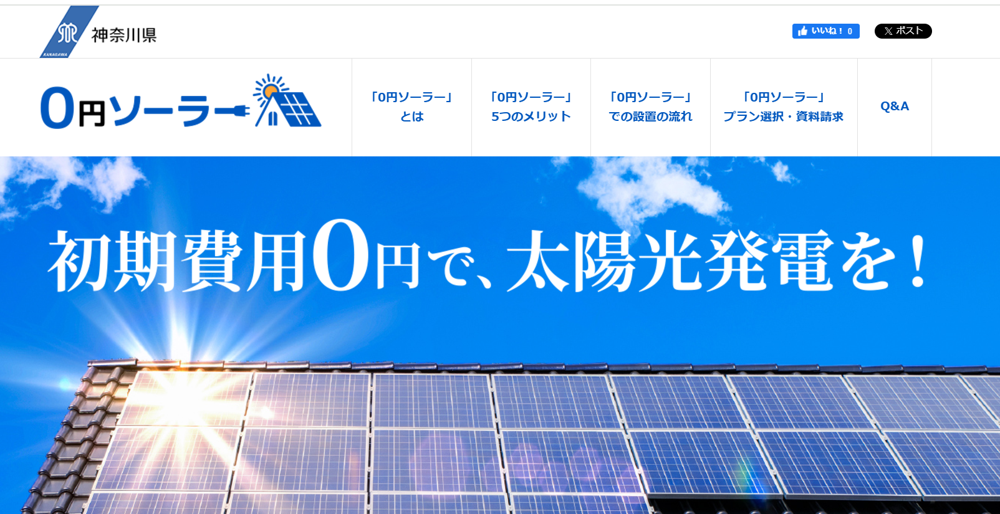 KANAGAWA
神奈川県
いいね！ 0
ポスト
0円ソーラー
「0円ソーラー」
とは
「0円ソーラー」
5つのメリット
「0円ソーラー」
での設置の流れ
「0円ソーラー」
プラン選択・資料請求
Q&A
初期費用0円で、太陽光発電を！